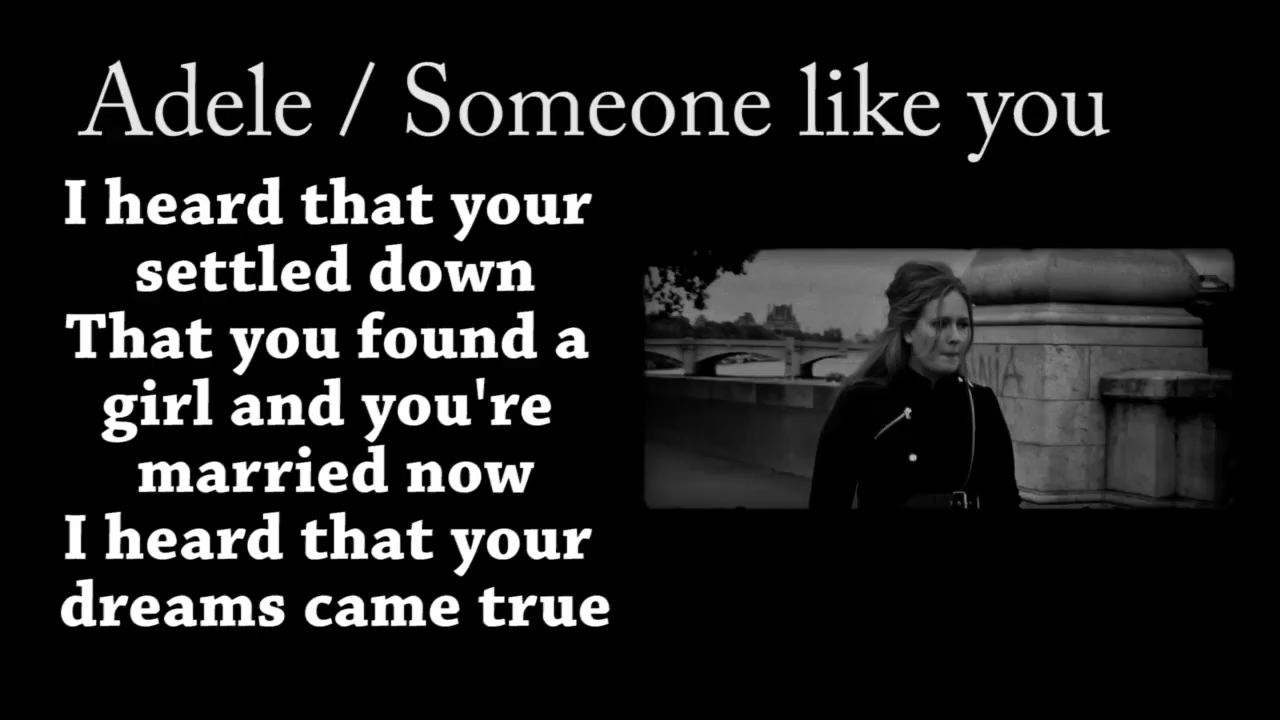 Adele / Someone like you
I heard that your
settled down
That you found a
girl and you're
married now
I heard that your
dreams came true